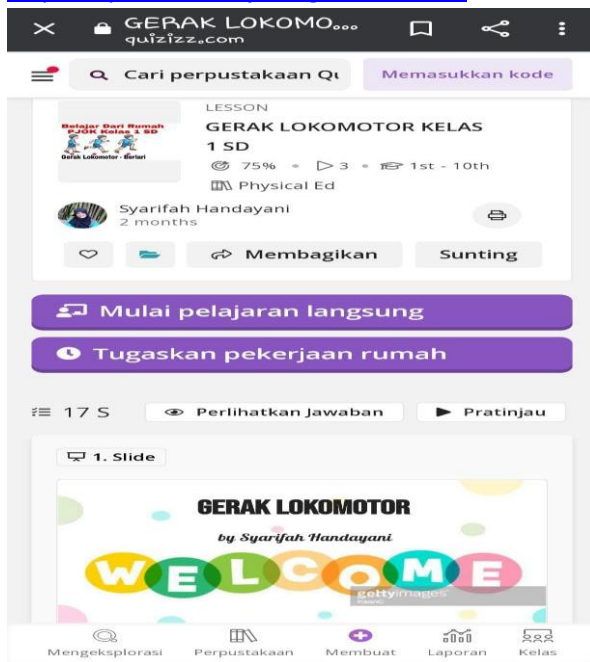 GERAK LOKOMO...
quizizz.com
Cari perpustakaan Qu
Memasukkan kode
LESSON
Belajar Dari Rumah
PJOK Kelas 1 SD
Gerak Lokomotor - Berlari
GERAK LOKOMOTOR KELAS
1 SD
75% • 3 • 1st - 10th
Physical Ed
Syarifah Handayani
2 months
Membagikan
Sunting
Mulai pelajaran langsung
Tugaskan pekerjaan rumah
17 S
Perlihatkan Jawaban
Pratinjau
1. Slide
GERAK LOKOMOTOR
by Syarifah Handayani
WELCOME
gettyimages
Mengeksplorasi
Perpustakaan
Membuat
Laporan
Kelas